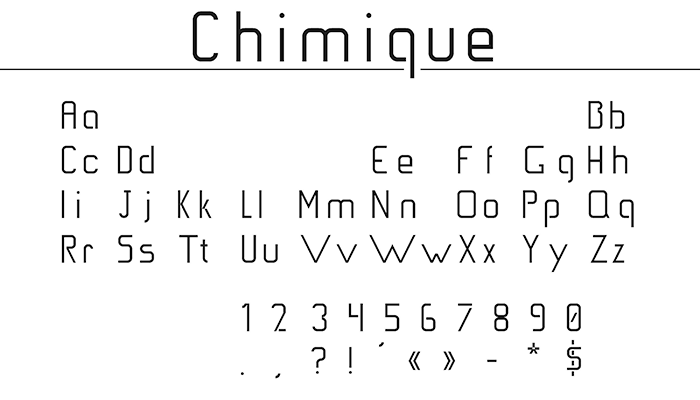 Chimique
Aa Bb
Cc Dd Ee Ff Gg Hh
Ii Jj Kk Ll Mm Nn Oo Pp Qq
Rr Ss Tt Uu Vv Ww Xx Yy Zz
1 2 3 4 5 6 7 8 9 0
. , ? ! ´ « » - * $